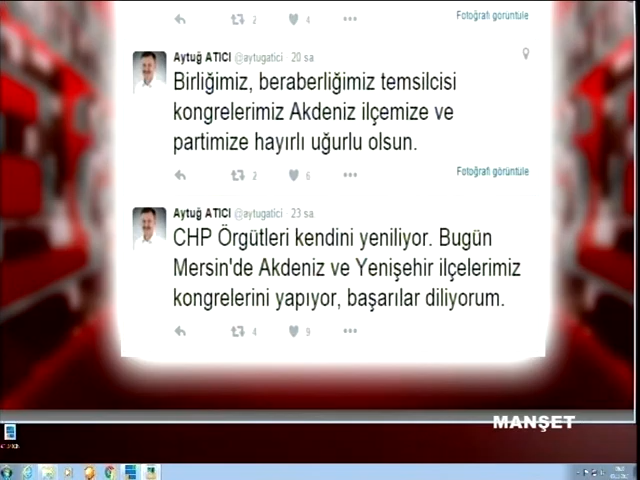 2 4 Fotoğrafı görüntüle
Aytuğ ATICI @aytugatici 20 sa
Birliğimiz, beraberliğimiz temsilcisi
kongrelerimiz Akdeniz ilçemize ve
partimize hayırlı uğurlu olsun.
2 6 Fotoğrafı görüntüle
Aytuğ ATICI @aytugatici 23 sa
CHP Örgütleri kendini yeniliyor. Bugün
Mersin'de Akdeniz ve Yenişehir ilçelerimiz
kongrelerini yapıyor, başarılar diliyorum.
4 9
MANŞET